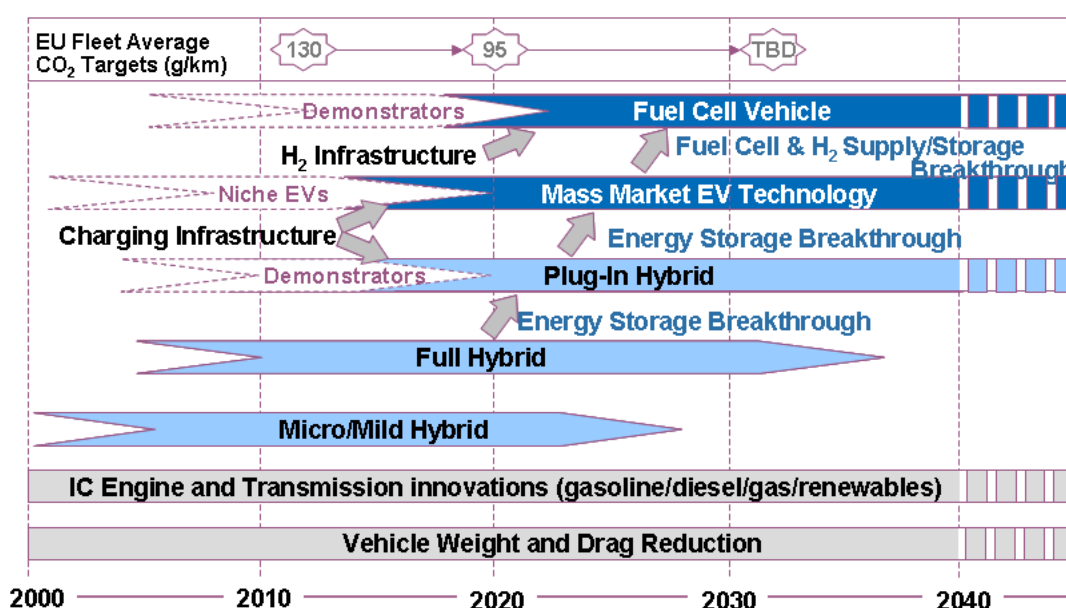 EU Fleet Average
CO₂ Targets (g/km)
130
95
TBD
Demonstrators
Fuel Cell Vehicle
H₂ Infrastructure
Fuel Cell & H₂ Supply/Storage
Breakthrough
Niche EVs
Mass Market EV Technology
Charging Infrastructure
Energy Storage Breakthrough
Demonstrators
Plug-In Hybrid
Energy Storage Breakthrough
Full Hybrid
Micro/Mild Hybrid
IC Engine and Transmission innovations (gasoline/diesel/gas/renewables)
Vehicle Weight and Drag Reduction
2000
2010
2020
2030
2040